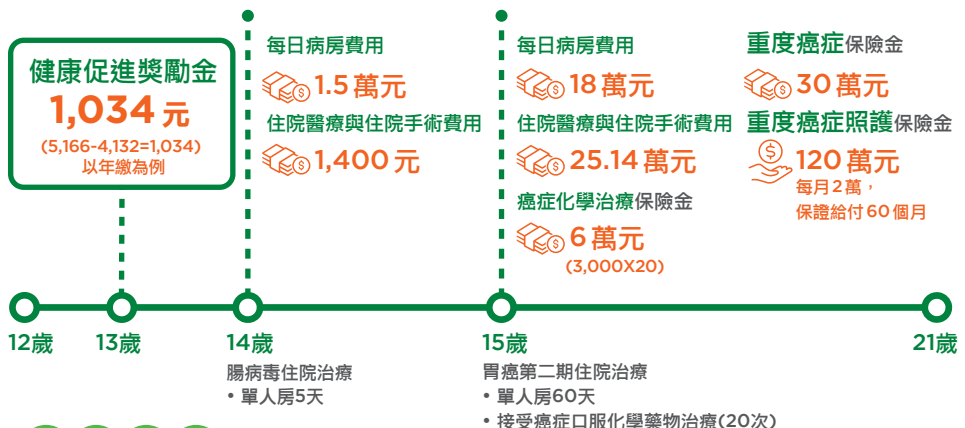 健康促進獎勵金
1,034 元
(5,166-4,132=1,034)
以年繳為例
每日病房費用
1.5 萬元
住院醫療與住院手術費用
1,400 元
每日病房費用
18 萬元
住院醫療與住院手術費用
25.14 萬元
癌症化學治療保險金
6 萬元
(3,000X20)
重度癌症保險金
30 萬元
重度癌症照護保險金
120 萬元
每月2萬，
保證給付60個月
12歲
13歲
14歲
15歲
21歲
腸病毒住院治療
• 單人房5天
胃癌第二期住院治療
• 單人房60天
• 接受癌症口服化學藥物治療(20次)